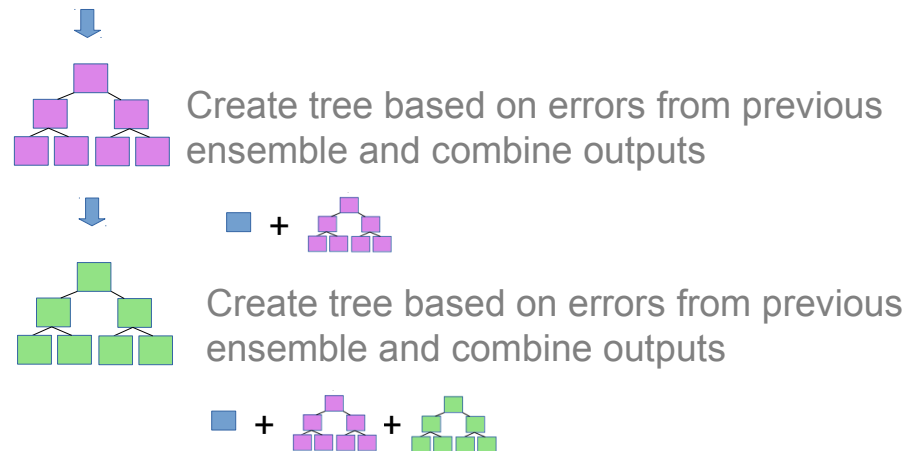 Create tree based on errors from previous
ensemble and combine outputs
+
Create tree based on errors from previous
ensemble and combine outputs
+ +